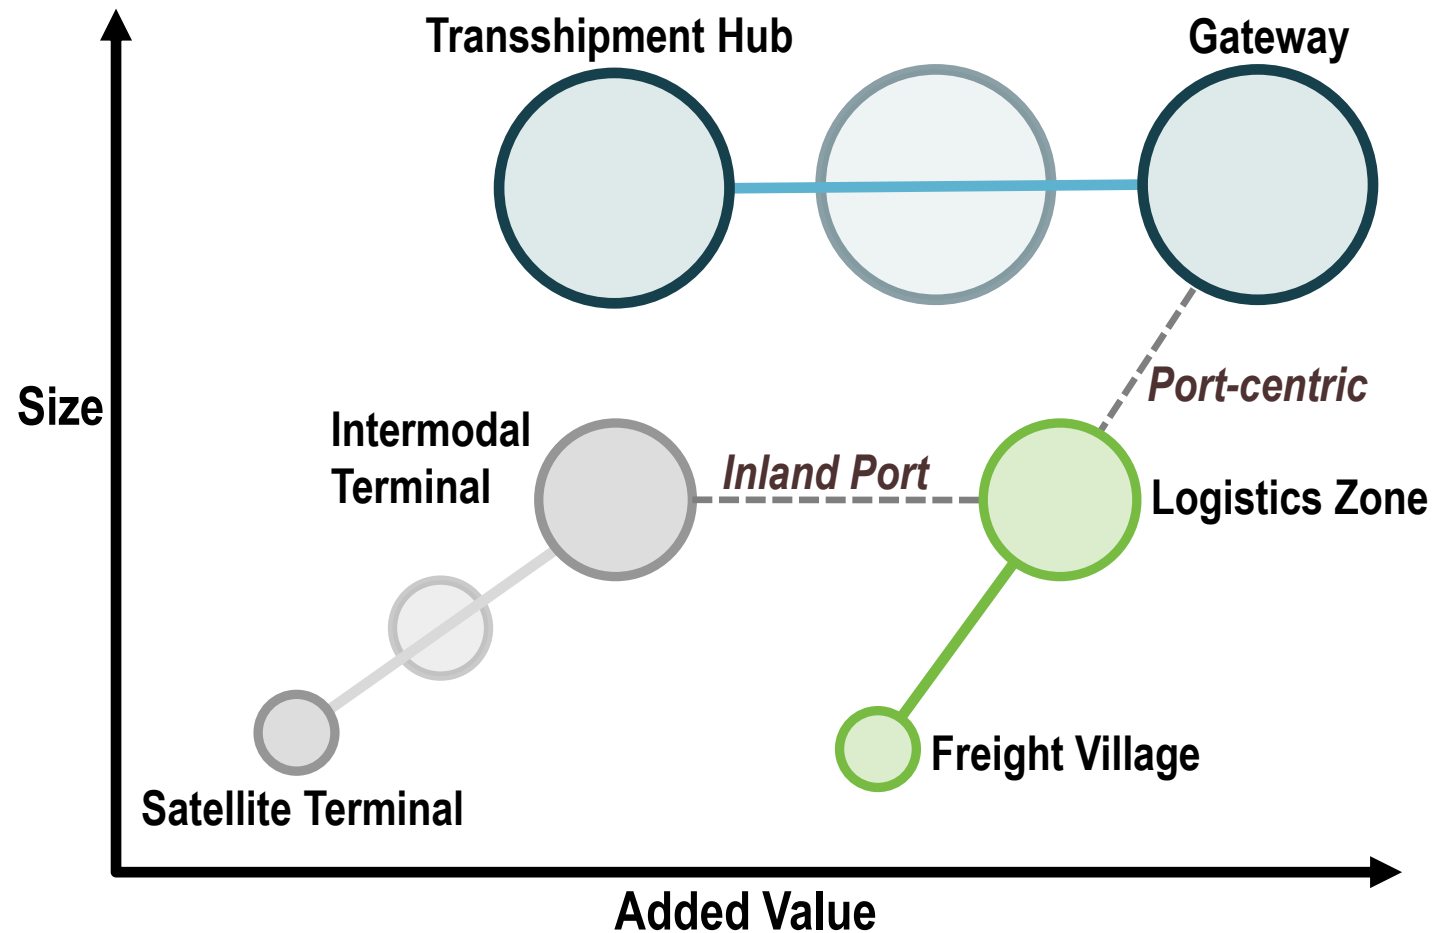 Transshipment Hub
Gateway
Size
Port-centric
Intermodal
Terminal
Inland Port
Logistics Zone
Freight Village
Satellite Terminal
Added Value